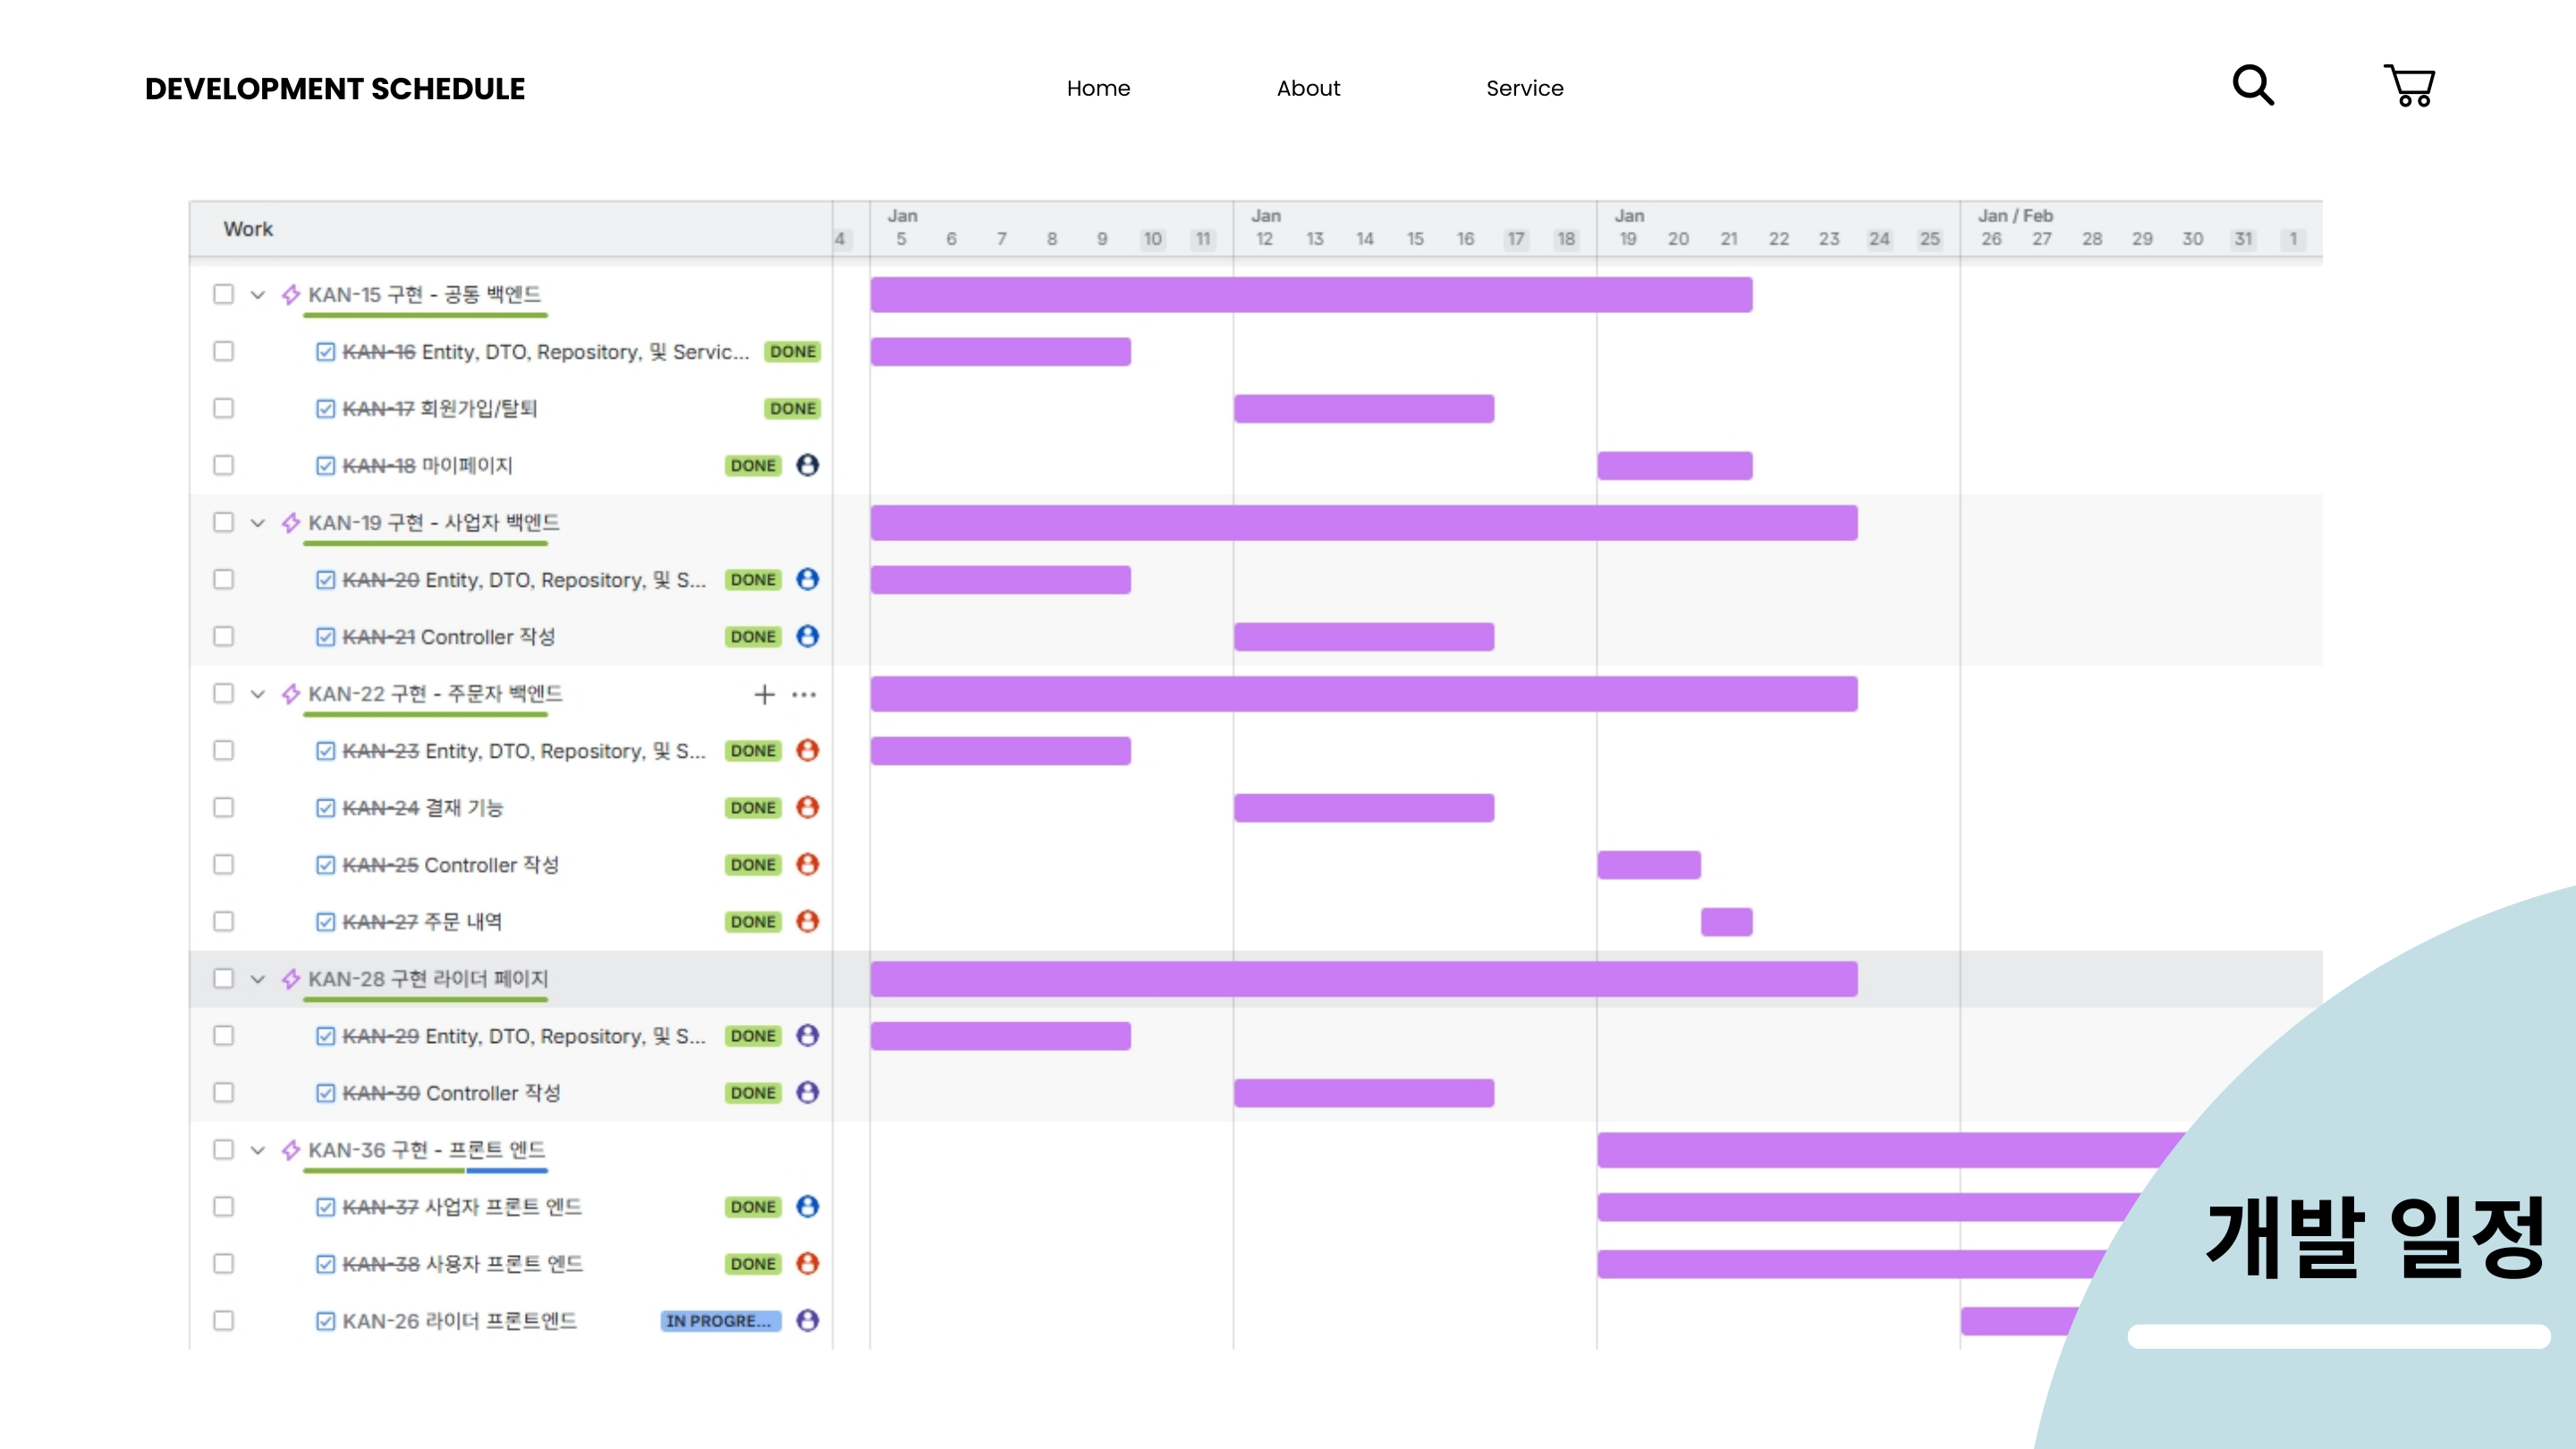 DEVELOPMENT SCHEDULE
Home About Service
Work
Jan Jan Jan Jan / Feb
4 5 6 7 8 9 10 11 12 13 14 15 16 17 18 19 20 21 22 23 24 25 26 27 28 29 30 31 1
KAN-15 구현 - 공통 백엔드
KAN-16 Entity, DTO, Repository, 및 Servic... DONE
KAN-17 회원가입/탈퇴 DONE
KAN-18 마이페이지 DONE
KAN-19 구현 - 사업자 백엔드
KAN-20 Entity, DTO, Repository, 및 S... DONE
KAN-21 Controller 작성 DONE
KAN-22 구현 - 주문자 백엔드
KAN-23 Entity, DTO, Repository, 및 S... DONE
KAN-24 결재 기능 DONE
KAN-25 Controller 작성 DONE
KAN-27 주문 내역 DONE
KAN-28 구현 라이더 페이지
KAN-29 Entity, DTO, Repository, 및 S... DONE
KAN-30 Controller 작성 DONE
KAN-36 구현 - 프론트 엔드
KAN-37 사업자 프론트 엔드 DONE
KAN-38 사용자 프론트 엔드 DONE
KAN-26 라이더 프론트엔드 IN PROGRE...
개발 일정